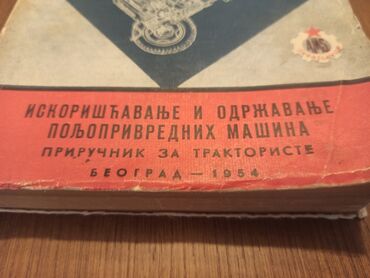 ИСКОРИШЋАВАЊЕ И ОДРЖАВАЊЕ
ПОЉОПРИВРЕДНИХ МАШИНА
ПРИРУЧНИК ЗА ТРАКТОРИСТЕ
БЕОГРАД — 1954